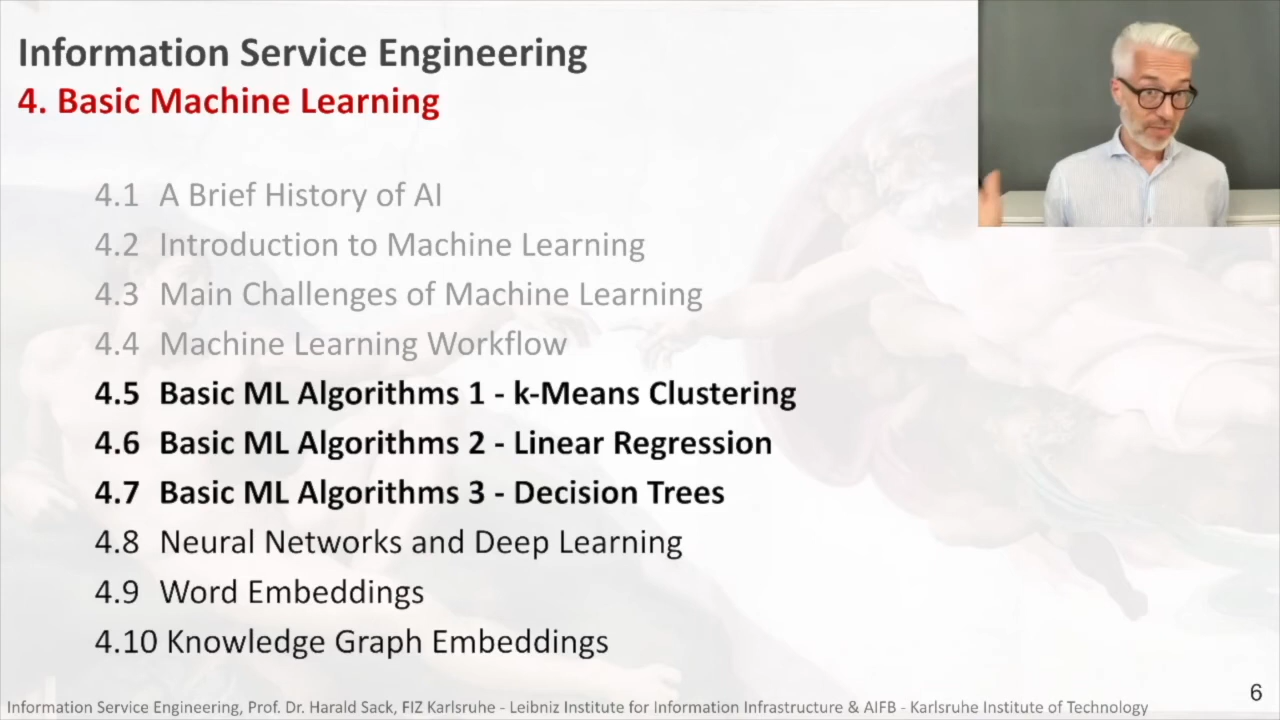 Information Service Engineering
4. Basic Machine Learning
4.1 A Brief History of AI
4.2 Introduction to Machine Learning
4.3 Main Challenges of Machine Learning
4.4 Machine Learning Workflow
4.5 Basic ML Algorithms 1 - k-Means Clustering
4.6 Basic ML Algorithms 2 - Linear Regression
4.7 Basic ML Algorithms 3 - Decision Trees
4.8 Neural Networks and Deep Learning
4.9 Word Embeddings
4.10 Knowledge Graph Embeddings
6
Information Service Engineering, Prof. Dr. Harald Sack, FIZ Karlsruhe - Leibniz Institute for Information Infrastructure & AIFB - Karlsruhe Institute of Technology